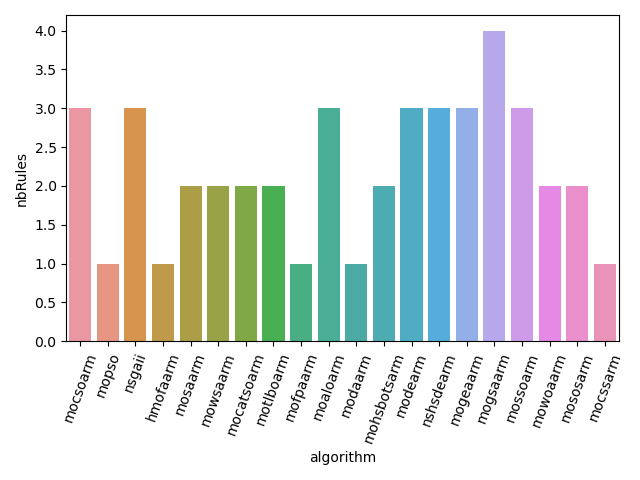 4.0
3.5
3.0
2.5
2.0
1.5
1.0
0.5
0.0
nbRules
mocsoarm
mopso
nsgaii
hmofaarm
mosaarm
mowsaarm
mocatsoarm
motlboarm
mofpaarm
moaloarm
modaarm
mohsbotsarm
modearm
nshsdearm
mogeaarm
mogsaarm
mossoarm
mowoaarm
mososarm
mocssarm
algorithm